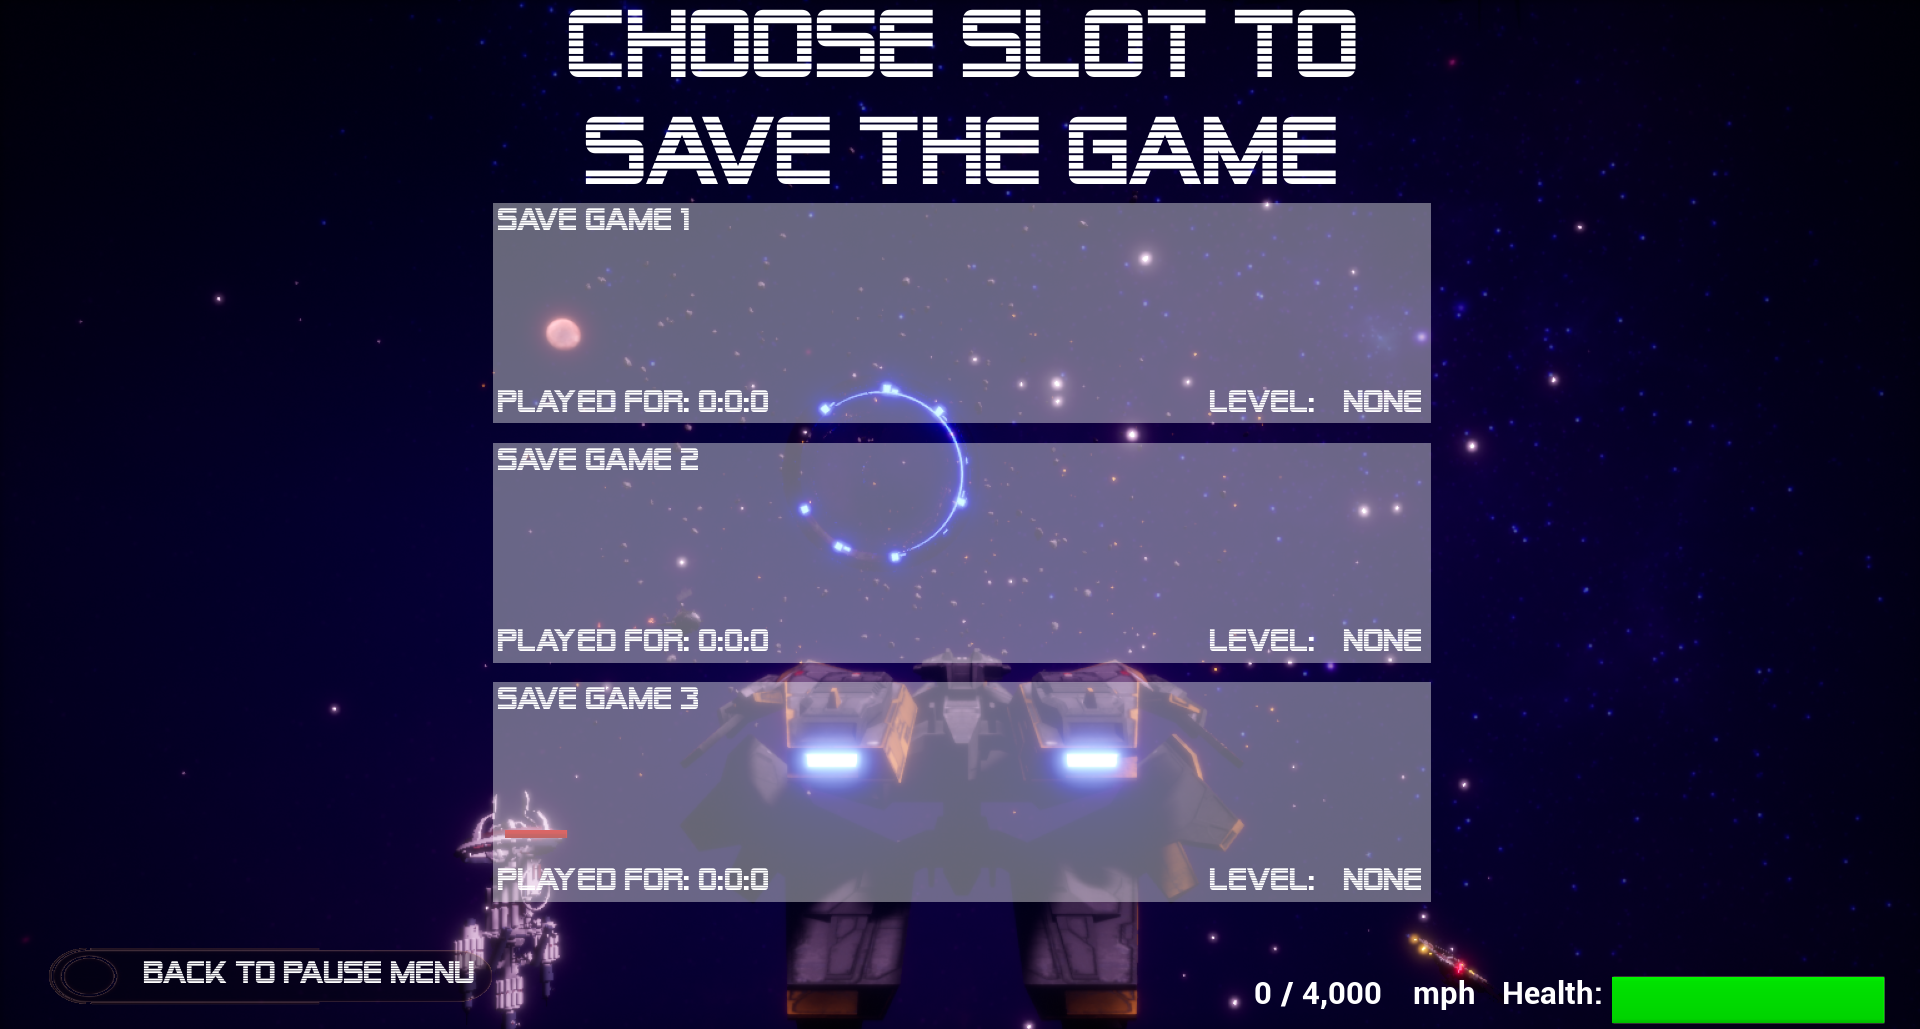 CHOOSE SLOT TO
SAVE THE GAME
SAVE GAME 1
PLAYED FOR: 0:0:0 LEVEL: NONE
SAVE GAME 2
PLAYED FOR: 0:0:0 LEVEL: NONE
SAVE GAME 3
PLAYED FOR: 0:0:0 LEVEL: NONE
BACK TO PAUSE MENU
0 / 4,000 mph Health: